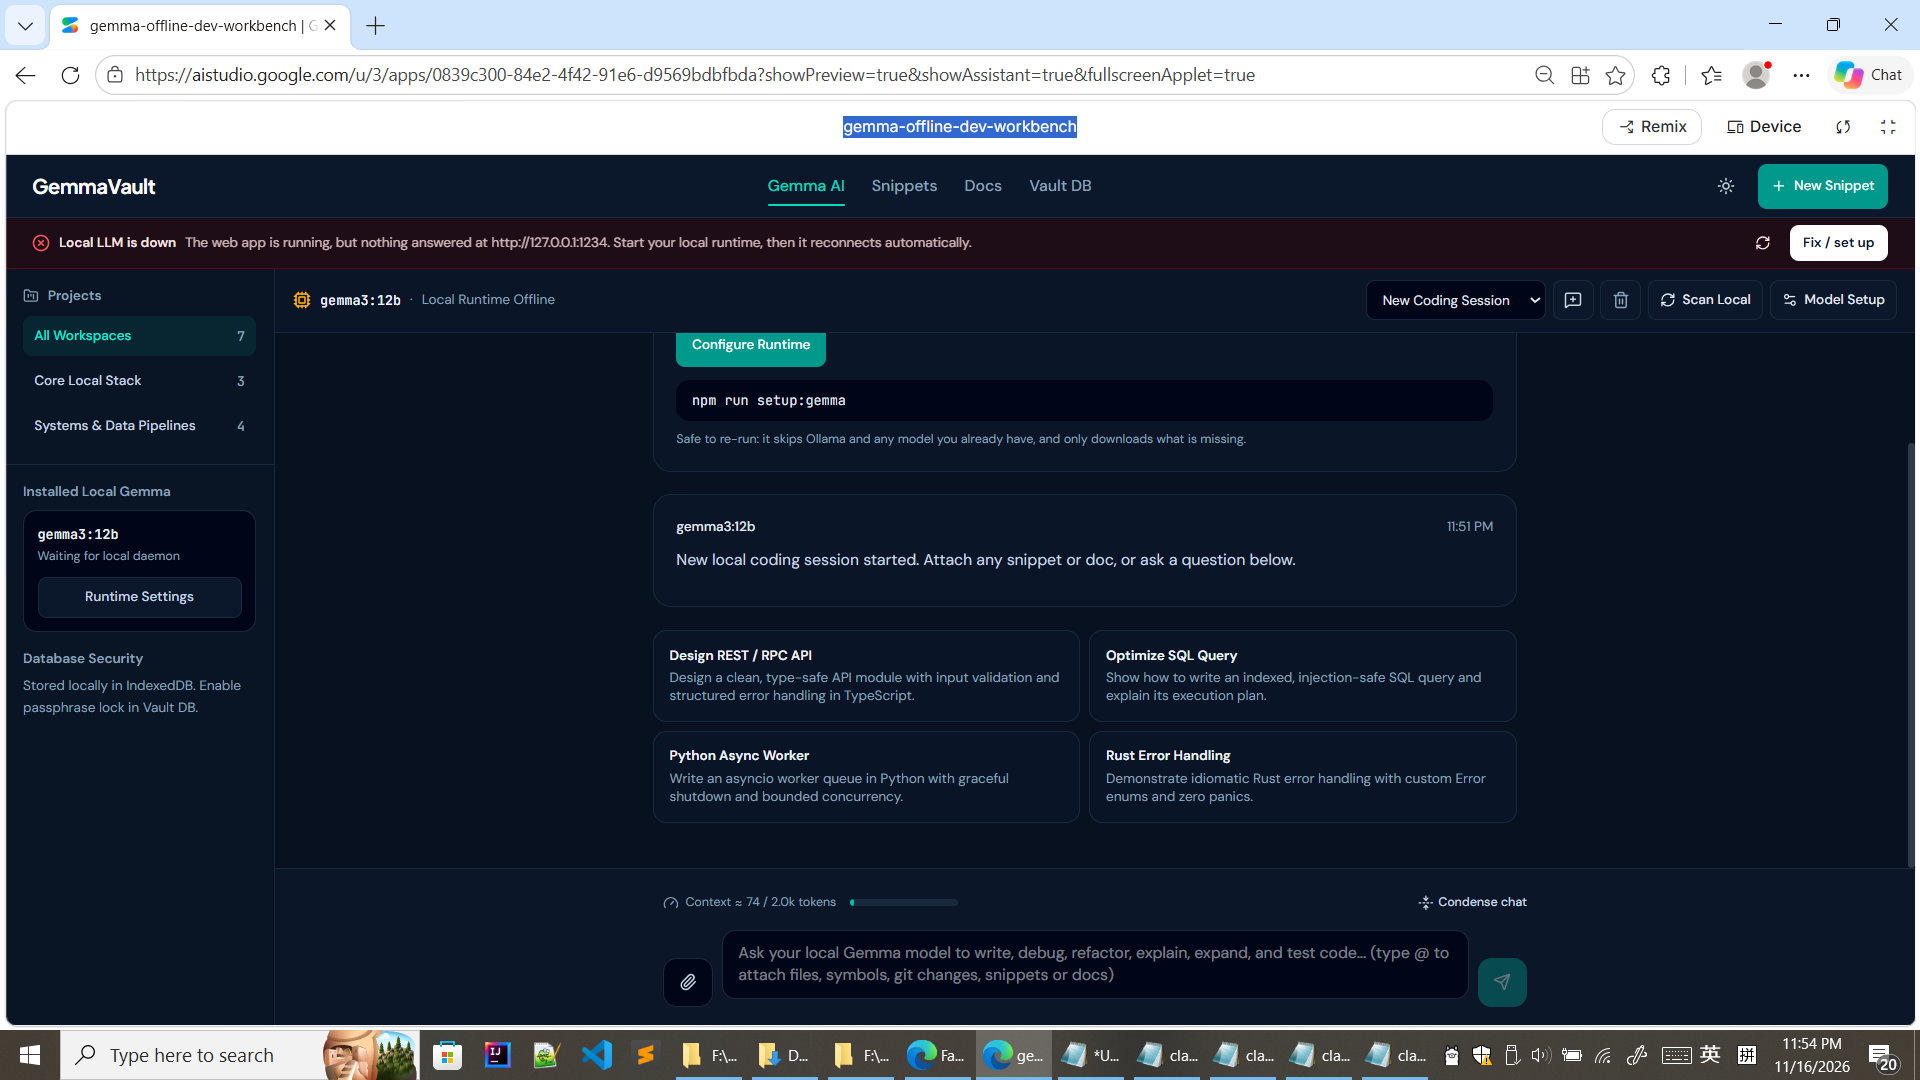 gemma-offline-dev-workbench | G
https://aistudio.google.com/u/3/apps/0839c300-84e2-4f42-91e6-d9569bdbfbda?showPreview=true&showAssistant=true&fullscreenApplet=true
Chat
gemma-offline-dev-workbench
Remix
Device
GemmaVault
Gemma AI
Snippets
Docs
Vault DB
+ New Snippet
Local LLM is down The web app is running, but nothing answered at http://127.0.0.1:1234. Start your local runtime, then it reconnects automatically.
Fix / set up
Projects
All Workspaces 7
Core Local Stack 3
Systems & Data Pipelines 4
Installed Local Gemma
gemma3:12b
Waiting for local daemon
Runtime Settings
Database Security
Stored locally in IndexedDB. Enable
passphrase lock in Vault DB.
gemma3:12b · Local Runtime Offline
New Coding Session
Scan Local
Model Setup
Configure Runtime
npm run setup:gemma
Safe to re-run: it skips Ollama and any model you already have, and only downloads what is missing.
gemma3:12b 11:51 PM
New local coding session started. Attach any snippet or doc, or ask a question below.
Design REST / RPC API
Design a clean, type-safe API module with input validation and
structured error handling in TypeScript.
Optimize SQL Query
Show how to write an indexed, injection-safe SQL query and
explain its execution plan.
Python Async Worker
Write an asyncio worker queue in Python with graceful
shutdown and bounded concurrency.
Rust Error Handling
Demonstrate idiomatic Rust error handling with custom Error
enums and zero panics.
Context ≈ 74 / 2.0k tokens
Condense chat
Ask your local Gemma model to write, debug, refactor, explain, expand, and test code... (type @ to
attach files, symbols, git changes, snippets or docs)
Type here to search
F:\...
D...
F:\...
Fa...
ge...
*U...
cla...
cla...
cla...
cla...
英
拼
11:54 PM
11/16/2026
20